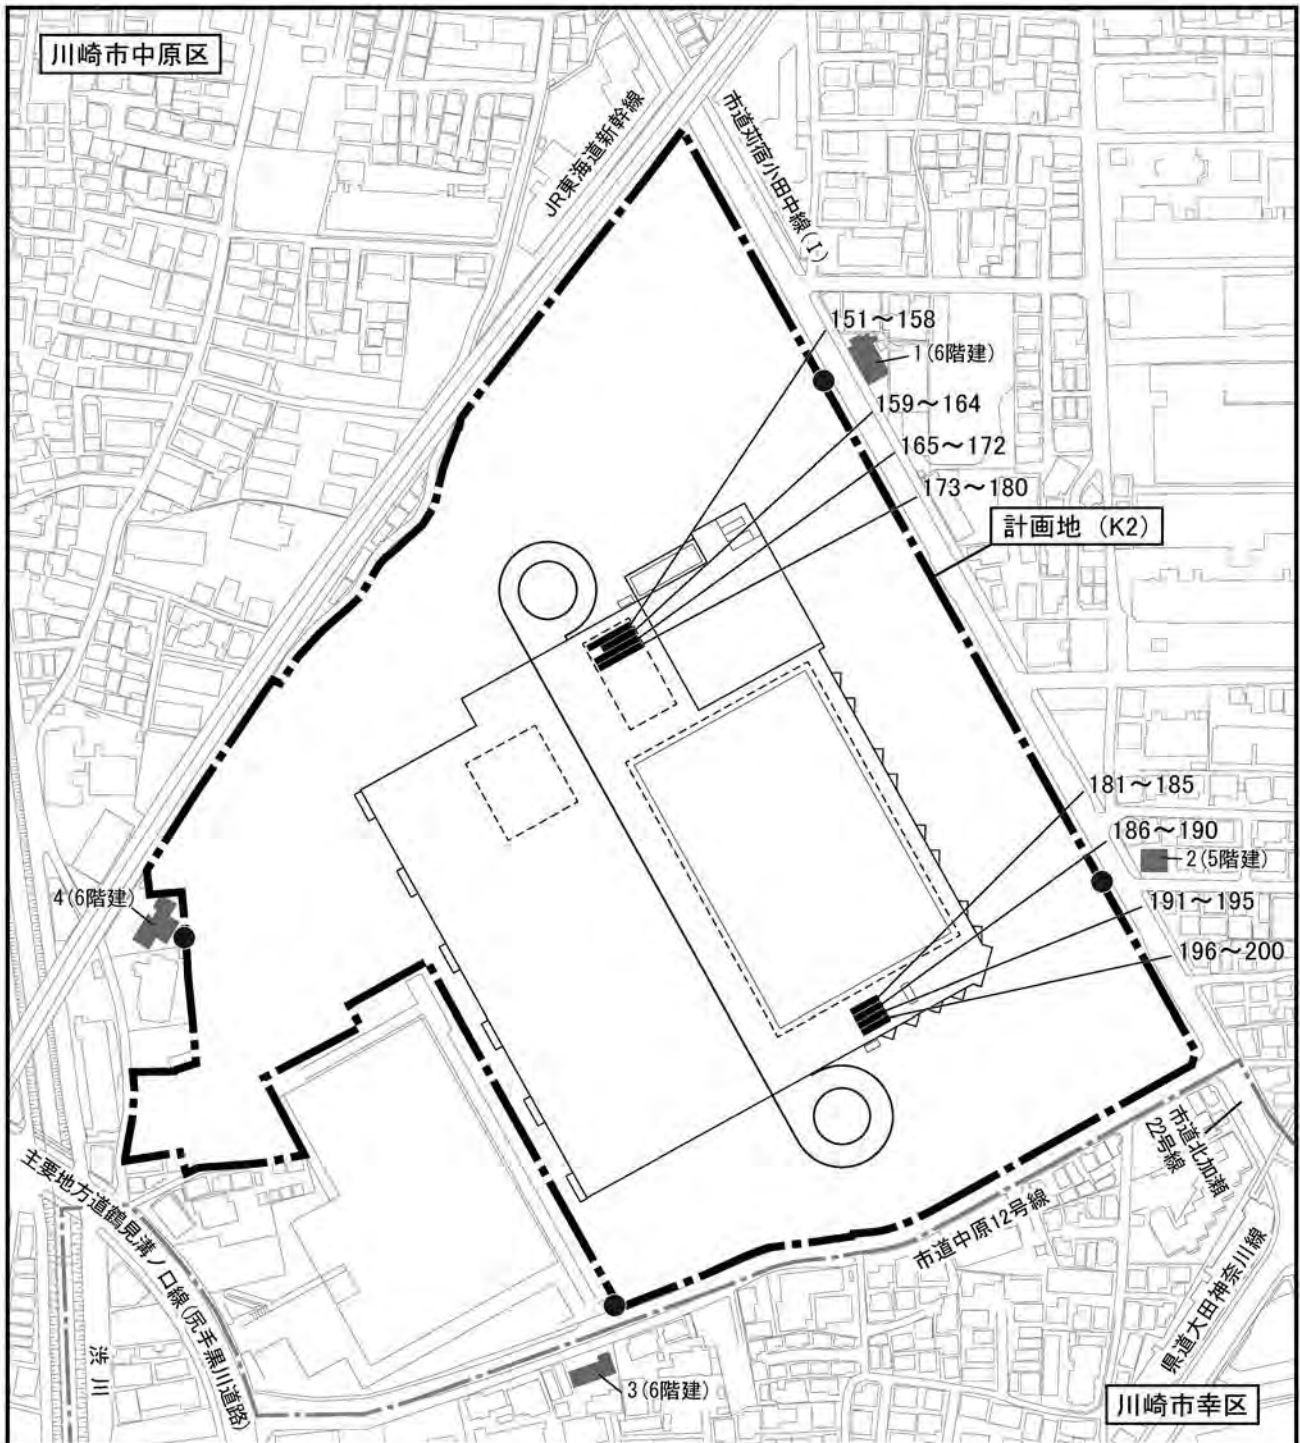 川崎市中原区
JR東海道新幹線
市道苅宿小田中線(Ⅰ)
151～158
1(6階建)
159～164
165～172
173～180
計画地 (K2)
181～185
186～190
2(5階建)
191～195
4(6階建)
196～200
市道北加瀬
22号線
市道中原12号線
主要地方道鶴見溝ノ口線(尻手黒川道路)
県道大田神奈川線
渋川
3(6階建)
川崎市幸区